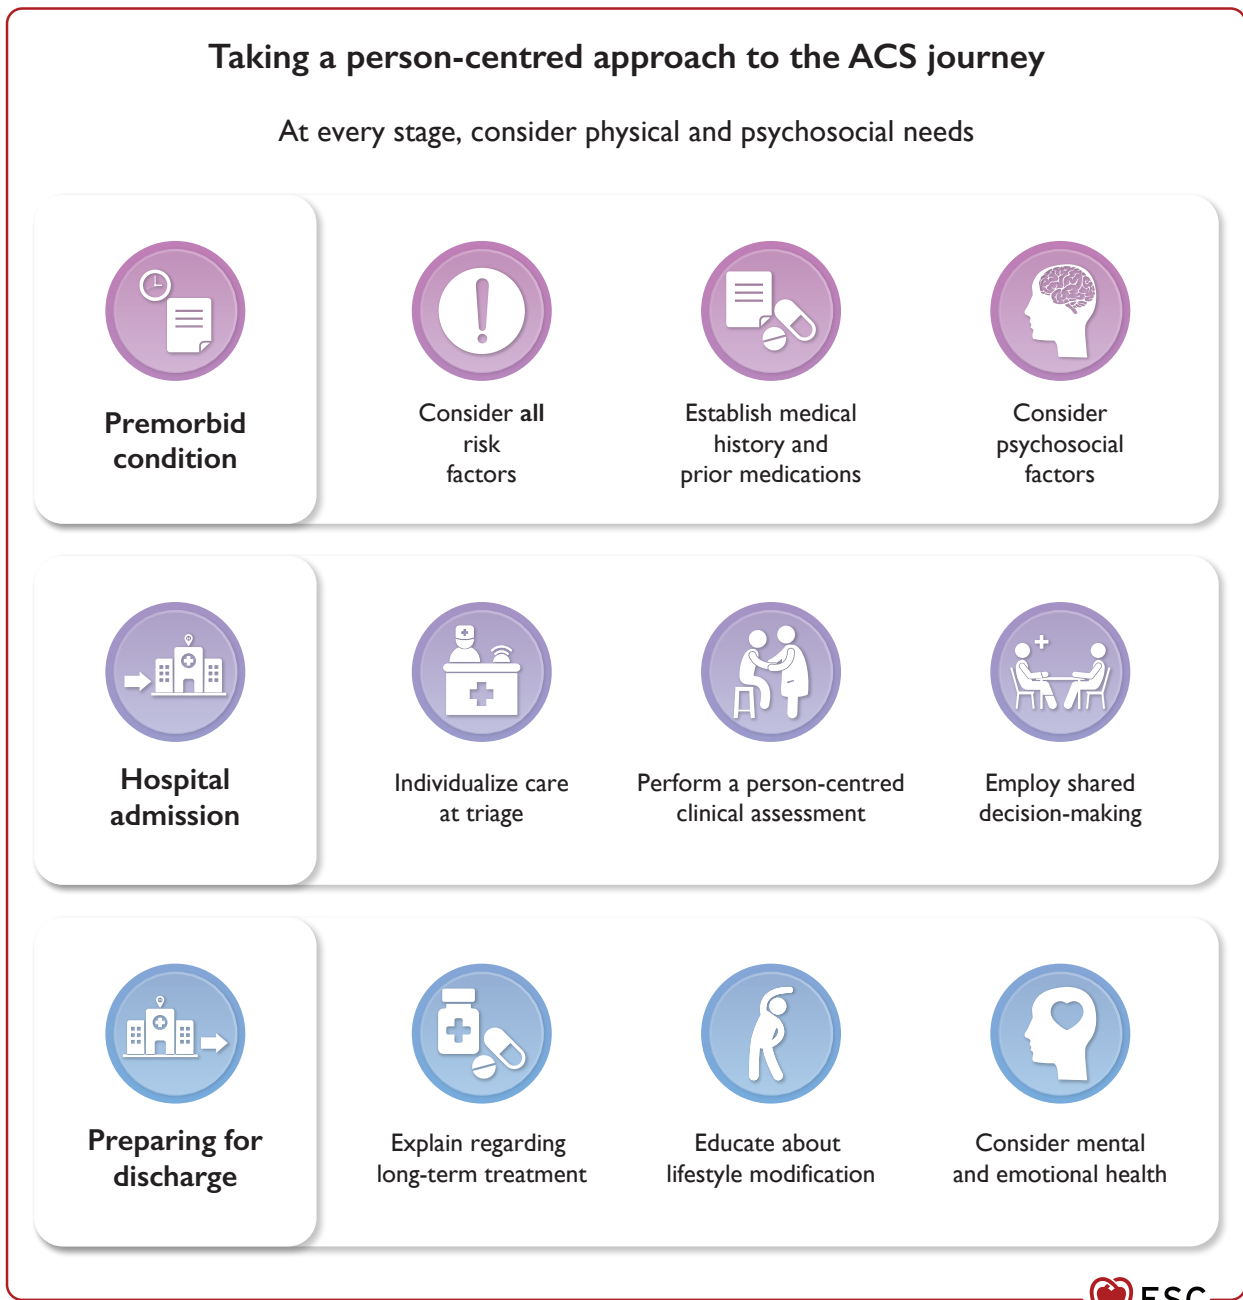 Taking a person-centred approach to the ACS journey
At every stage, consider physical and psychosocial needs
Premorbid
condition
Consider all
risk
factors
Establish medical
history and
prior medications
Consider
psychosocial
factors
Hospital
admission
Individualize care
at triage
Perform a person-centred
clinical assessment
Employ shared
decision-making
Preparing for
discharge
Explain regarding
long-term treatment
Educate about
lifestyle modification
Consider mental
and emotional health
ESC